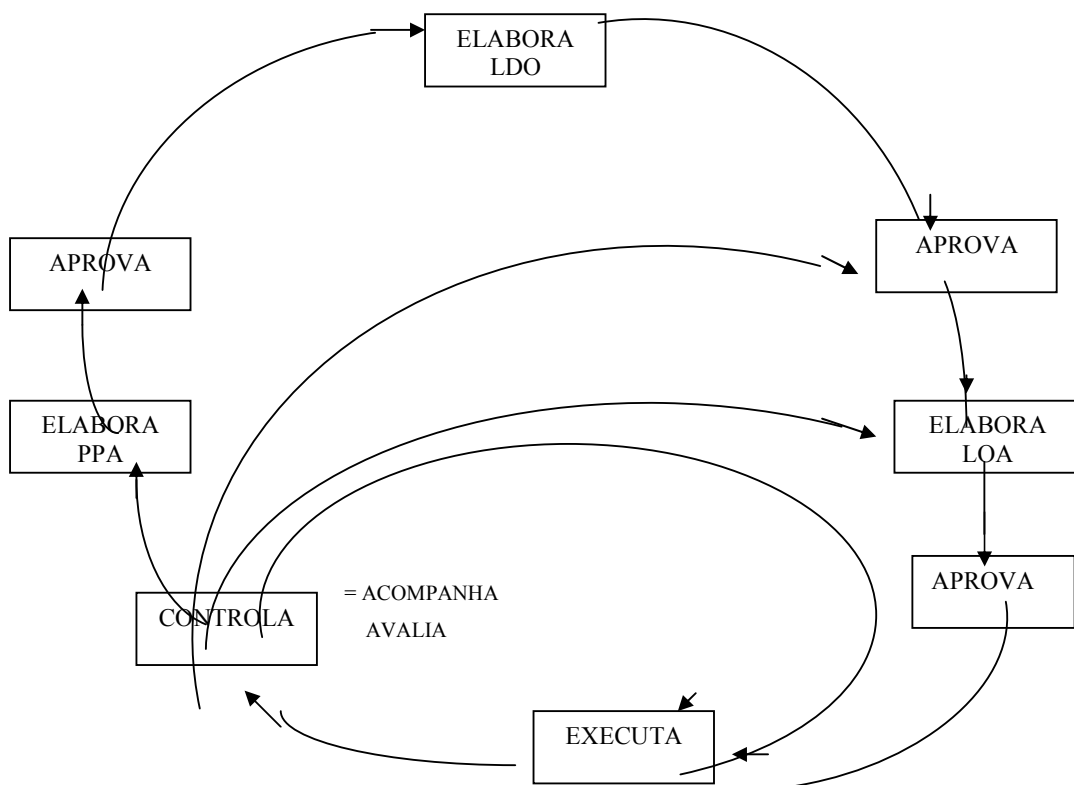 ELABORA
LDO
APROVA
APROVA
ELABORA
PPA
ELABORA
LOA
CONTROLA
= ACOMPANHA
AVALIA
APROVA
EXECUTA